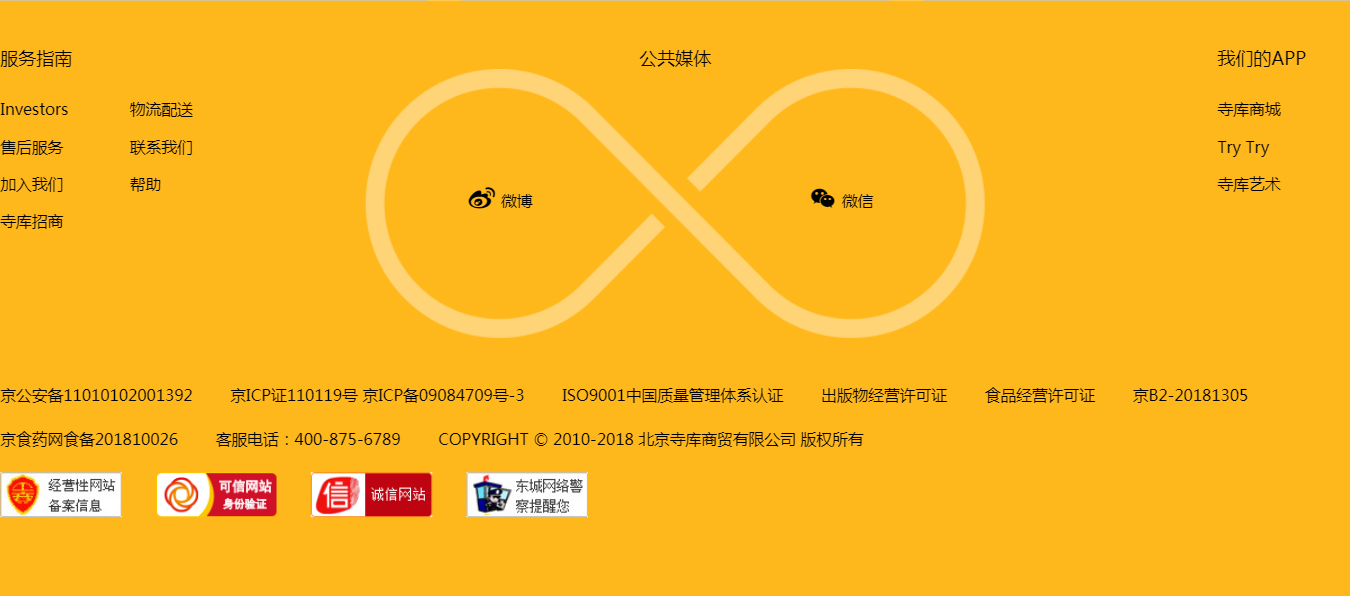 服务指南
Investors 物流配送
售后服务 联系我们
加入我们 帮助
寺库招商
公共媒体
微博 微信
我们的APP
寺库商城
Try Try
寺库艺术
京公安备11010102001392 京ICP证110119号 京ICP备09084709号-3 ISO9001中国质量管理体系认证 出版物经营许可证 食品经营许可证 京B2-20181305
京食药网食备201810026 客服电话：400-875-6789 COPYRIGHT © 2010-2018 北京寺库商贸有限公司 版权所有
经营性网站
备案信息
可信网站
身份验证
信 诚信网站
东城网络警
察提醒您